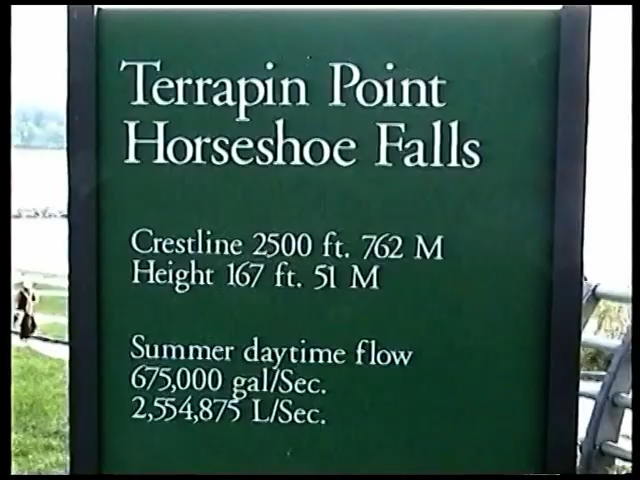 Terrapin Point
Horseshoe Falls
Crestline 2500 ft. 762 M
Height 167 ft. 51 M
Summer daytime flow
675,000 gal/Sec.
2,554,875 L/Sec.